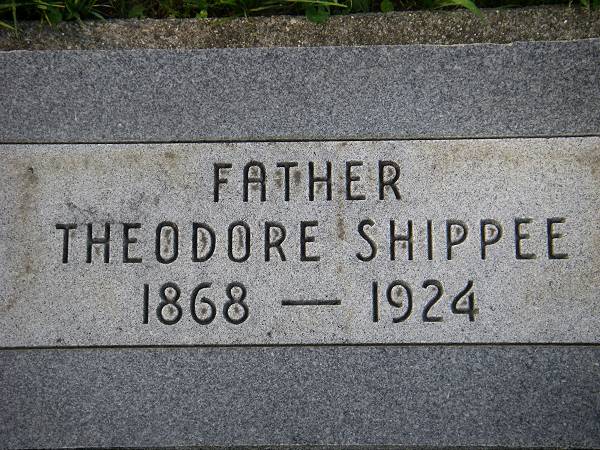 FATHER
THEODORE SHIPPEE
1868 — 1924